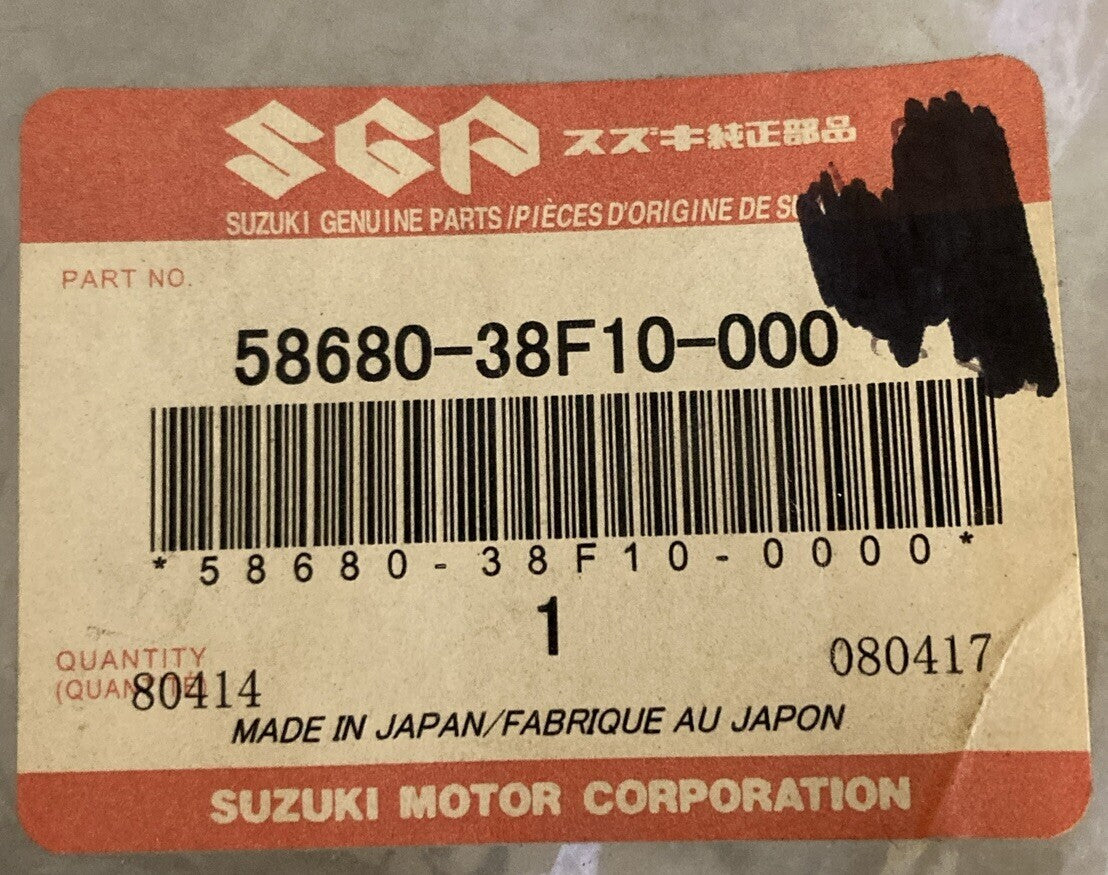 SGP スズキ純正部品
SUZUKI GENUINE PARTS/PIÈCES D'ORIGINE DE
PART NO.
58680-38F10-000
*58680-38F10-0000*
1
QUANTITY
080417
80414
MADE IN JAPAN/FABRIQUE AU JAPON
SUZUKI MOTOR CORPORATION